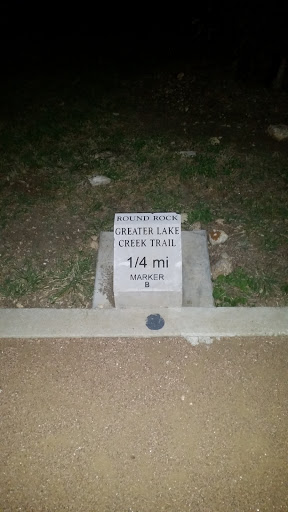 ROUND ROCK
GREATER LAKE
CREEK TRAIL
1/4 mi
MARKER
B